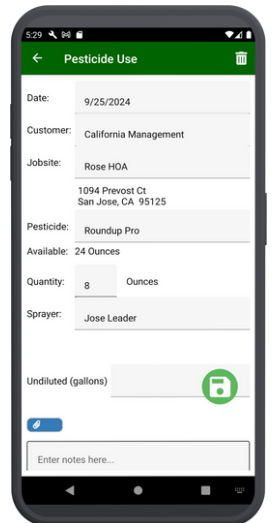 5:29
Pesticide Use
Date: 9/25/2024
Customer: California Management
Jobsite: Rose HOA
1094 Prevost Ct
San Jose, CA 95125
Pesticide: Roundup Pro
Available: 24 Ounces
Quantity: 8 Ounces
Sprayer: Jose Leader
Undiluted (gallons)
Enter notes here...